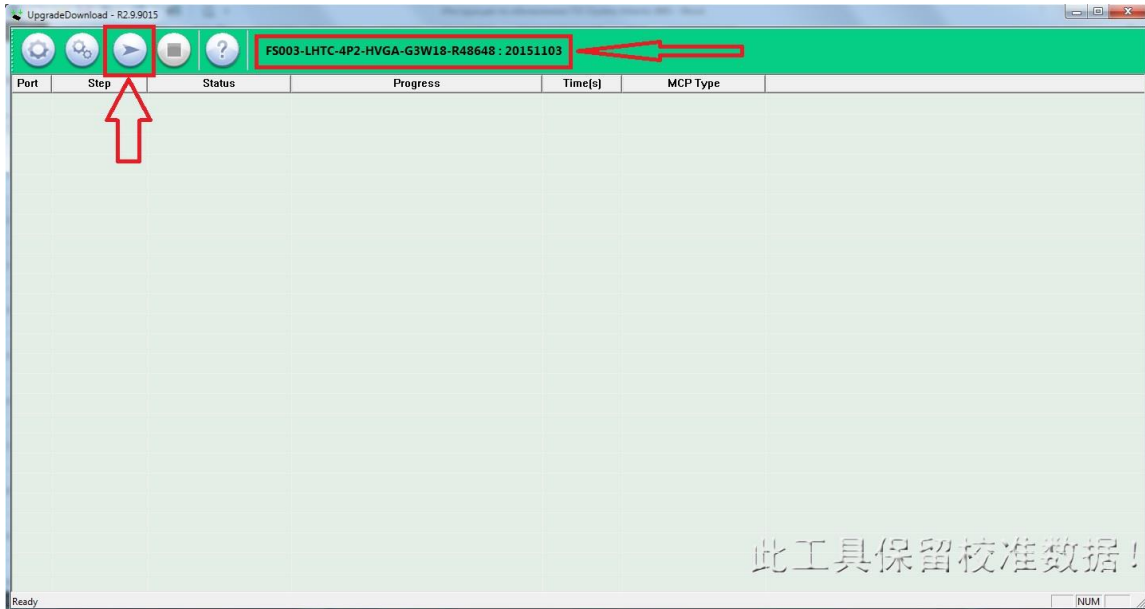 UpgradeDownload - R2.9.9015
FS003-LHTC-4P2-HVGA-G3W18-R48648 : 20151103
Port Step Status Progress Time(s) MCP Type
此工具保留校准数据!
Ready NUM